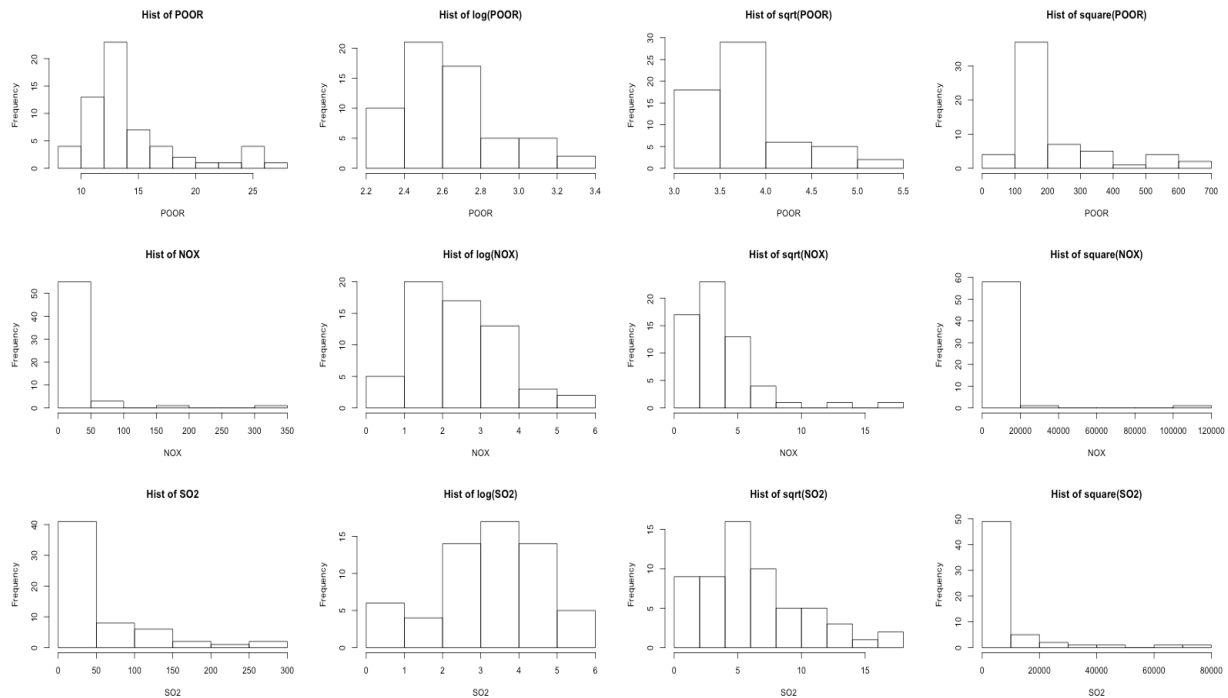 Hist of POOR
Frequency
0 5 10 20
10 15 20 25
POOR
Hist of log(POOR)
Frequency
0 5 10 20
2.2 2.4 2.6 2.8 3.0 3.2 3.4
POOR
Hist of sqrt(POOR)
Frequency
0 5 10 20 30
3.0 3.5 4.0 4.5 5.0 5.5
POOR
Hist of square(POOR)
Frequency
0 10 20 30
0 100 200 300 400 500 600 700
POOR
Hist of NOX
Frequency
0 10 20 30 40 50
0 50 100 150 200 250 300 350
NOX
Hist of log(NOX)
Frequency
0 5 10 15 20
0 1 2 3 4 5 6
NOX
Hist of sqrt(NOX)
Frequency
0 5 10 20
5 10 15
NOX
Hist of square(NOX)
Frequency
0 10 20 30 40 50 60
0 20000 40000 60000 80000 120000
NOX
Hist of SO2
Frequency
0 10 20 30 40
0 50 100 150 200 250 300
SO2
Hist of log(SO2)
Frequency
0 5 10 15
0 1 2 3 4 5 6
SO2
Hist of sqrt(SO2)
Frequency
0 5 10 15
5 10 15
SO2
Hist of square(SO2)
Frequency
0 10 20 30 40 50
0 20000 40000 60000 80000
SO2